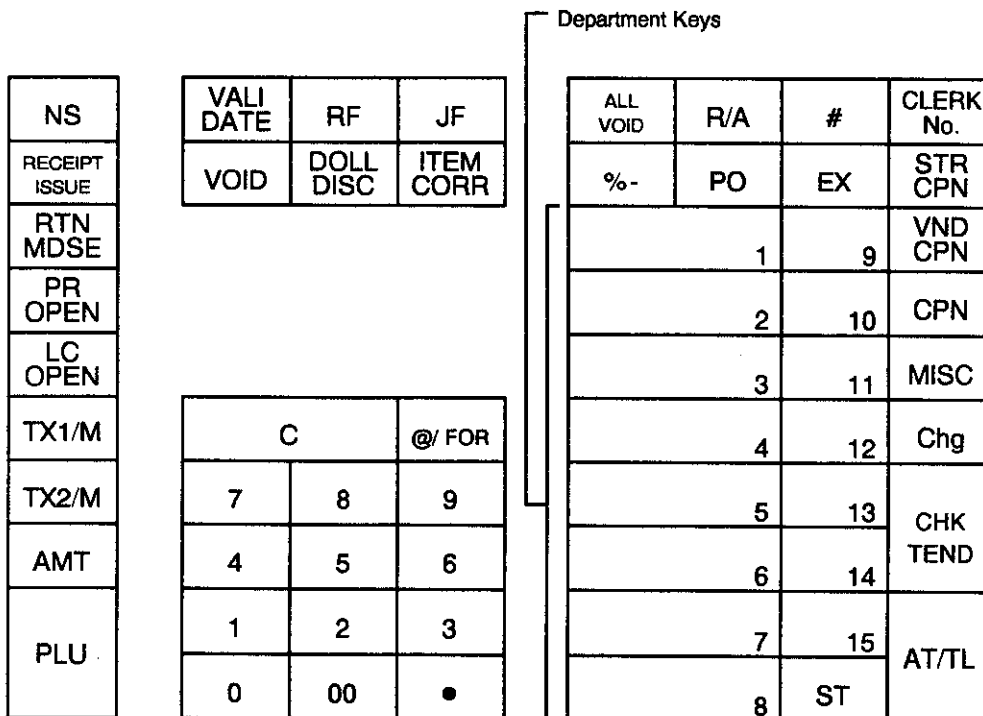 Department Keys
NS
RECEIPT
ISSUE
RTN
MDSE
PR
OPEN
LC
OPEN
TX1/M
TX2/M
AMT
PLU
VALI
DATE
RF
JF
VOID
DOLL
DISC
ITEM
CORR
C
@/ FOR
7
8
9
4
5
6
1
2
3
0
00
•
ALL
VOID
R/A
#
CLERK
No.
%-
PO
EX
STR
CPN
1
9
VND
CPN
2
10
CPN
3
11
MISC
4
12
Chg
5
13
CHK
TEND
6
14
7
15
AT/TL
8
ST